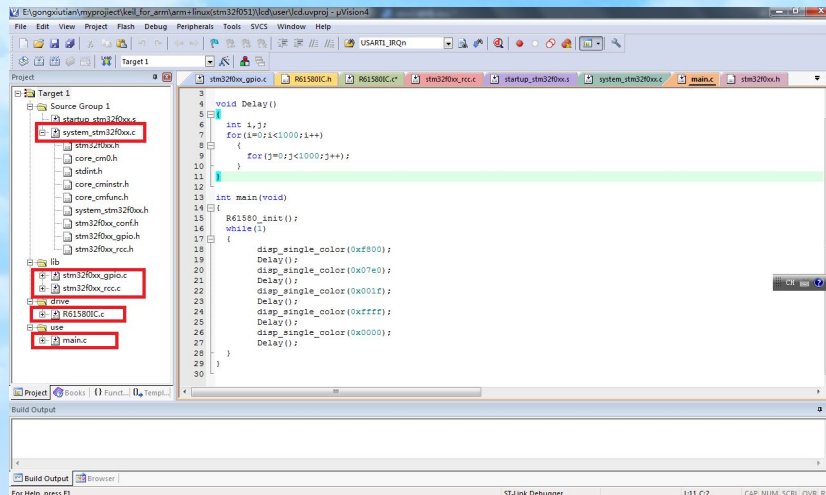 E:\gongxiutian\myproject\keil_for_arm\arm+linux(stm32f051)\lcd\user\lcd.uvproj - µVision4
File Edit View Project Flash Debug Peripherals Tools SVCS Window Help
USART1_IRQn
Target 1
Project
stm32f0xx_gpio.c R61580IC.h R61580IC.c* stm32f0xx_rcc.c startup_stm32f0xx.s system_stm32f0xx.c main.c stm32f0xx.h
Target 1
Source Group 1
startup_stm32f0xx.s
system_stm32f0xx.c
stm32f0xx.h
core_cm0.h
stdint.h
core_cminstr.h
core_cmfunc.h
system_stm32f0xx.h
stm32f0xx_conf.h
stm32f0xx_gpio.h
stm32f0xx_rcc.h
lib
stm32f0xx_gpio.c
stm32f0xx_rcc.c
drive
R61580IC.c
use
main.c
Project Books {} Funct... 0 Templ...
3
4 void Delay()
5 {
6 int i,j;
7 for(i=0;i<1000;i++)
8 {
9 for(j=0;j<1000;j++);
10 }
11 }
12
13 int main(void)
14 {
15 R61580_init();
16 while(1)
17 {
18 disp_single_color(0xf800);
19 Delay();
20 disp_single_color(0x07e0);
21 Delay();
22 disp_single_color(0x001f);
23 Delay();
24 disp_single_color(0xffff);
25 Delay();
26 disp_single_color(0x0000);
27 Delay();
28 }
29 }
30
CH
Build Output
Build Output Browser
For Help, press F1 ST-Link Debugger L:11 C:2 CAP NUM SCRL OVR R